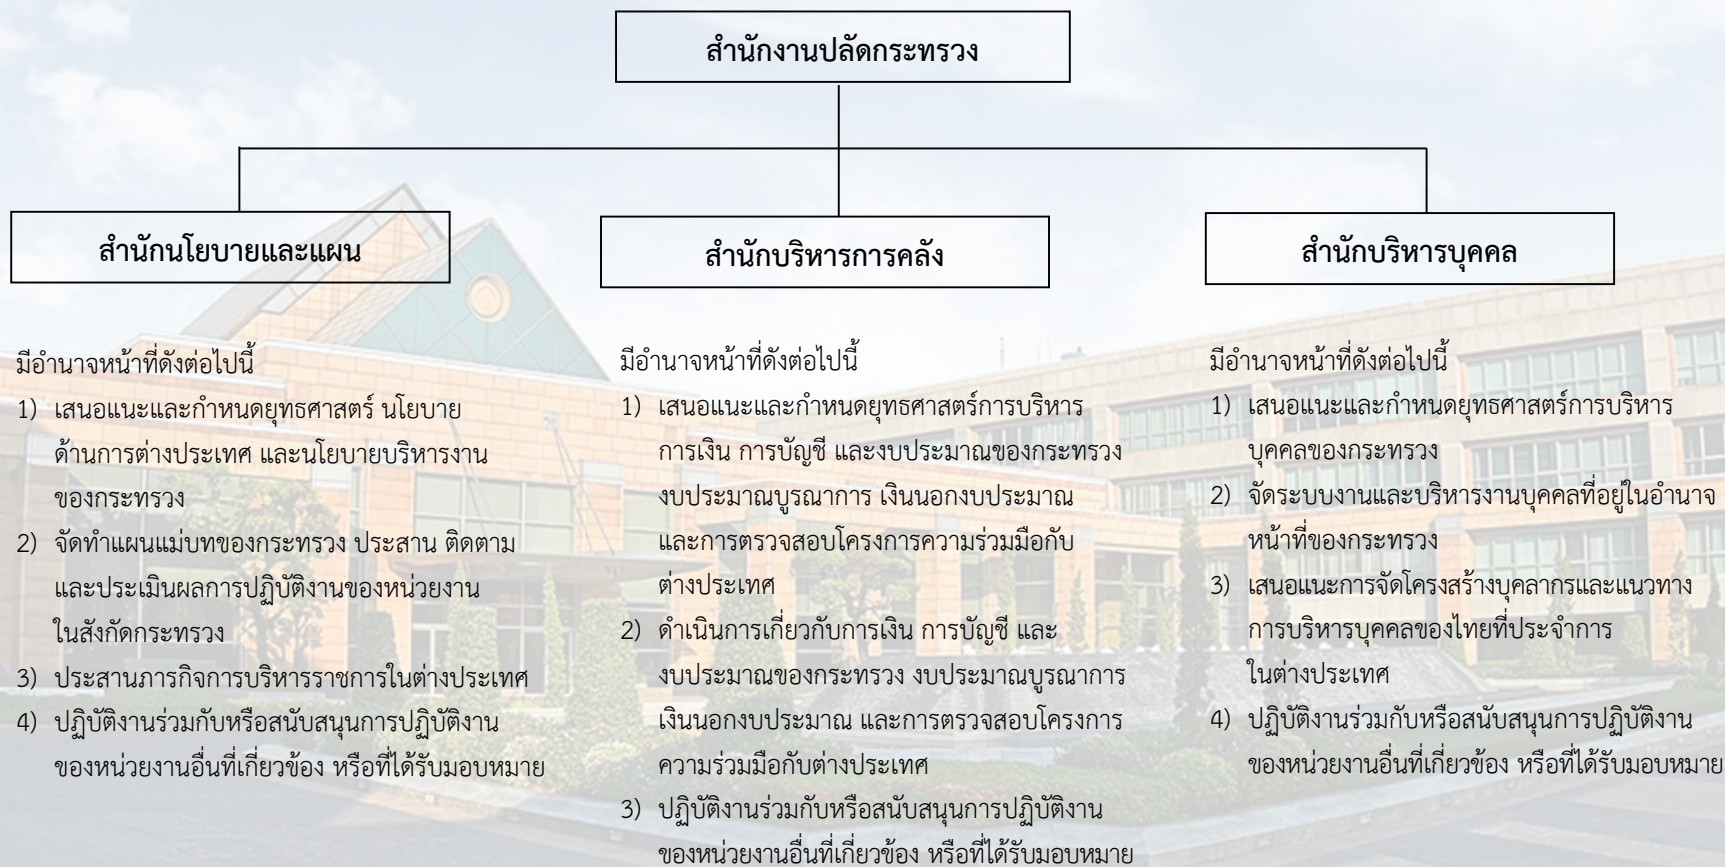 สำนักงานปลัดกระทรวง
สำนักนโยบายและแผน
สำนักบริหารการคลัง
สำนักบริหารบุคคล
มีอำนาจหน้าที่ดังต่อไปนี้
1) เสนอแนะและกำหนดยุทธศาสตร์ นโยบาย
ด้านการต่างประเทศ และนโยบายบริหารงาน
ของกระทรวง
2) จัดทำแผนแม่บทของกระทรวง ประสาน ติดตาม
และประเมินผลการปฏิบัติงานของหน่วยงาน
ในสังกัดกระทรวง
3) ประสานภารกิจการบริหารราชการในต่างประเทศ
4) ปฏิบัติงานร่วมกับหรือสนับสนุนการปฏิบัติงาน
ของหน่วยงานอื่นที่เกี่ยวข้อง หรือที่ได้รับมอบหมาย
มีอำนาจหน้าที่ดังต่อไปนี้
1) เสนอแนะและกำหนดยุทธศาสตร์การบริหาร
การเงิน การบัญชี และงบประมาณของกระทรวง
งบประมาณบูรณาการ เงินนอกงบประมาณ
และการตรวจสอบโครงการความร่วมมือกับ
ต่างประเทศ
2) ดำเนินการเกี่ยวกับการเงิน การบัญชี และ
งบประมาณของกระทรวง งบประมาณบูรณาการ
เงินนอกงบประมาณ และการตรวจสอบโครงการ
ความร่วมมือกับต่างประเทศ
3) ปฏิบัติงานร่วมกับหรือสนับสนุนการปฏิบัติงาน
ของหน่วยงานอื่นที่เกี่ยวข้อง หรือที่ได้รับมอบหมาย
มีอำนาจหน้าที่ดังต่อไปนี้
1) เสนอแนะและกำหนดยุทธศาสตร์การบริหาร
บุคคลของกระทรวง
2) จัดระบบงานและบริหารงานบุคคลที่อยู่ในอำนาจ
หน้าที่ของกระทรวง
3) เสนอแนะการจัดโครงสร้างบุคลากรและแนวทาง
การบริหารบุคคลของไทยที่ประจำการ
ในต่างประเทศ
4) ปฏิบัติงานร่วมกับหรือสนับสนุนการปฏิบัติงาน
ของหน่วยงานอื่นที่เกี่ยวข้อง หรือที่ได้รับมอบหมาย